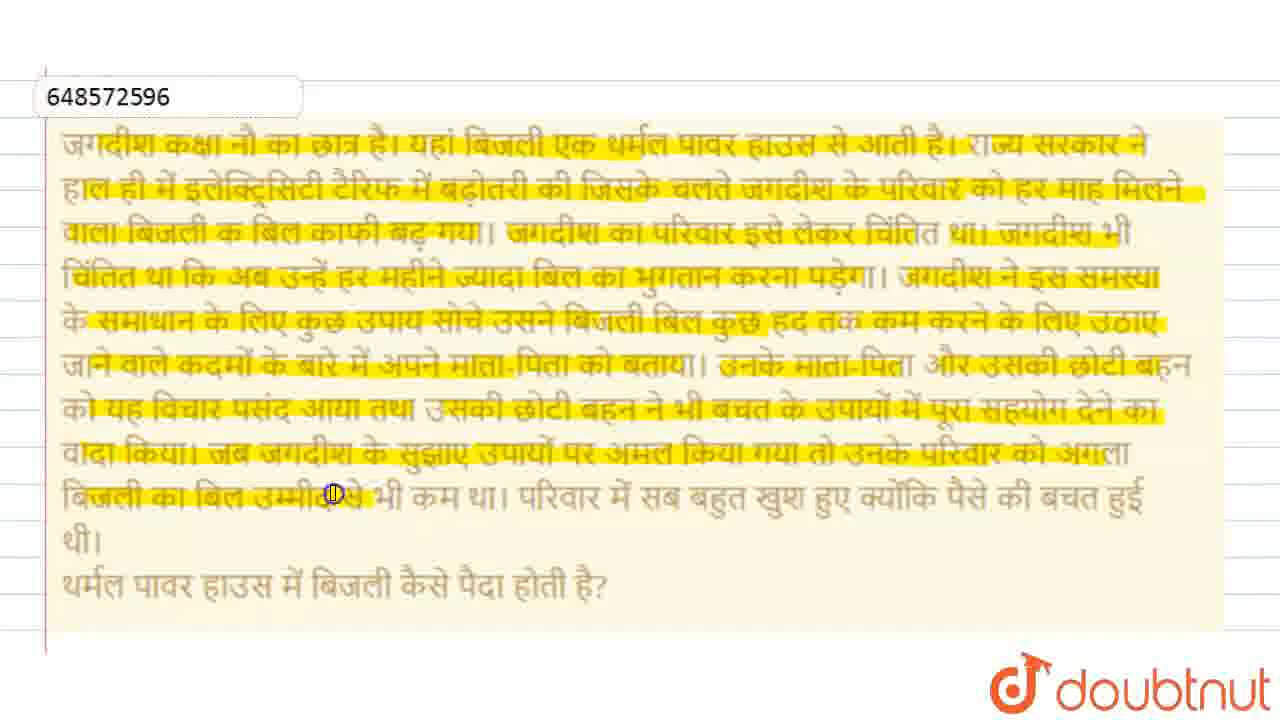 648572596
जगदीश कक्षा नौ का छात्र है। यहां बिजली एक थर्मल पावर हाउस से आती है। राज्य सरकार ने
हाल ही में इलेक्ट्रिसिटी टैरिफ में बढ़ोतरी की जिसके चलते जगदीश के परिवार को हर माह मिलने
वाला बिजली क बिल काफी बढ़ गया। जगदीश का परिवार इसे लेकर चिंतित था। जगदीश भी
चिंतित था कि अब उन्हें हर महीने ज्यादा बिल का भुगतान करना पड़ेगा। जगदीश ने इस समस्या
के समाधान के लिए कुछ उपाय सोचे उसने बिजली बिल कुछ हद तक कम करने के लिए उठाए
जाने वाले कदमों के बारे में अपने माता-पिता को बताया। उनके माता-पिता और उसकी छोटी बहन
को यह विचार पसंद आया तथा उसकी छोटी बहन ने भी बचत के उपायों में पूरा सहयोग देने का
वादा किया। जब जगदीश के सुझाए उपायों पर अमल किया गया तो उनके परिवार को अगला
बिजली का बिल उम्मीद से भी कम था। परिवार में सब बहुत खुश हुए क्योंकि पैसे की बचत हुई
थी।
थर्मल पावर हाउस में बिजली कैसे पैदा होती है?
doubtnut